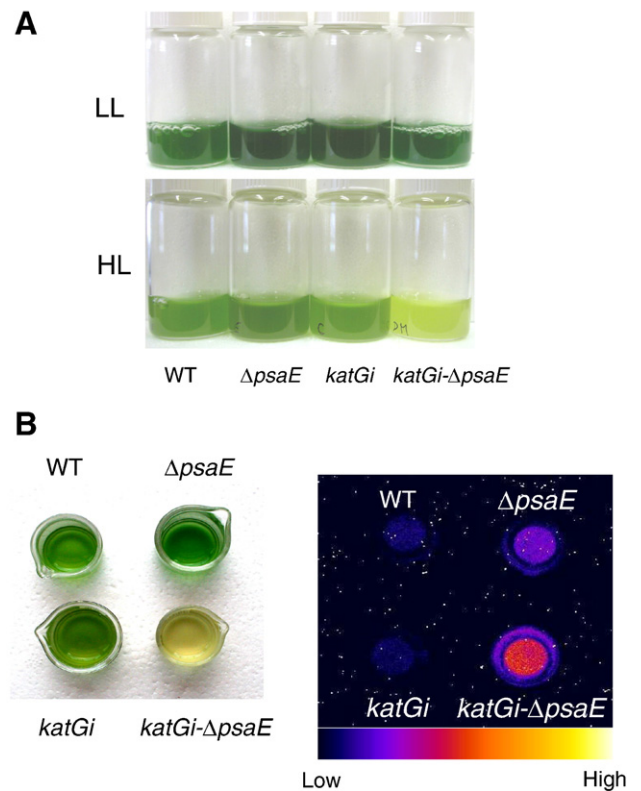 A
LL
HL
WT ΔpsaE katGi katGi-ΔpsaE
B
WT ΔpsaE
katGi katGi-ΔpsaE
WT ΔpsaE
katGi katGi-ΔpsaE
Low High